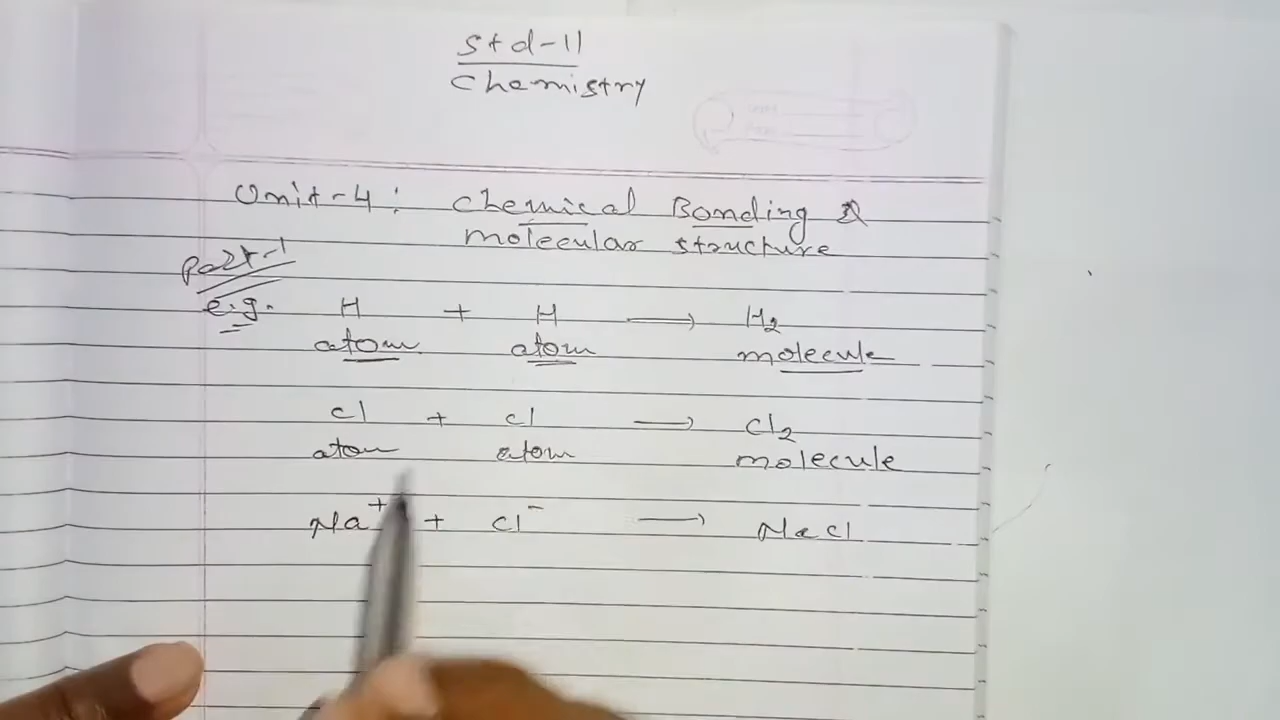 Std-11
Chemistry
Unit-4: Chemical Bonding &
molecular structure
Part-1
e.g. H + H ⟶ H₂
atom atom molecule
Cl + Cl ⟶ Cl₂
atom atom molecule
Na⁺ + Cl⁻ ⟶ NaCl